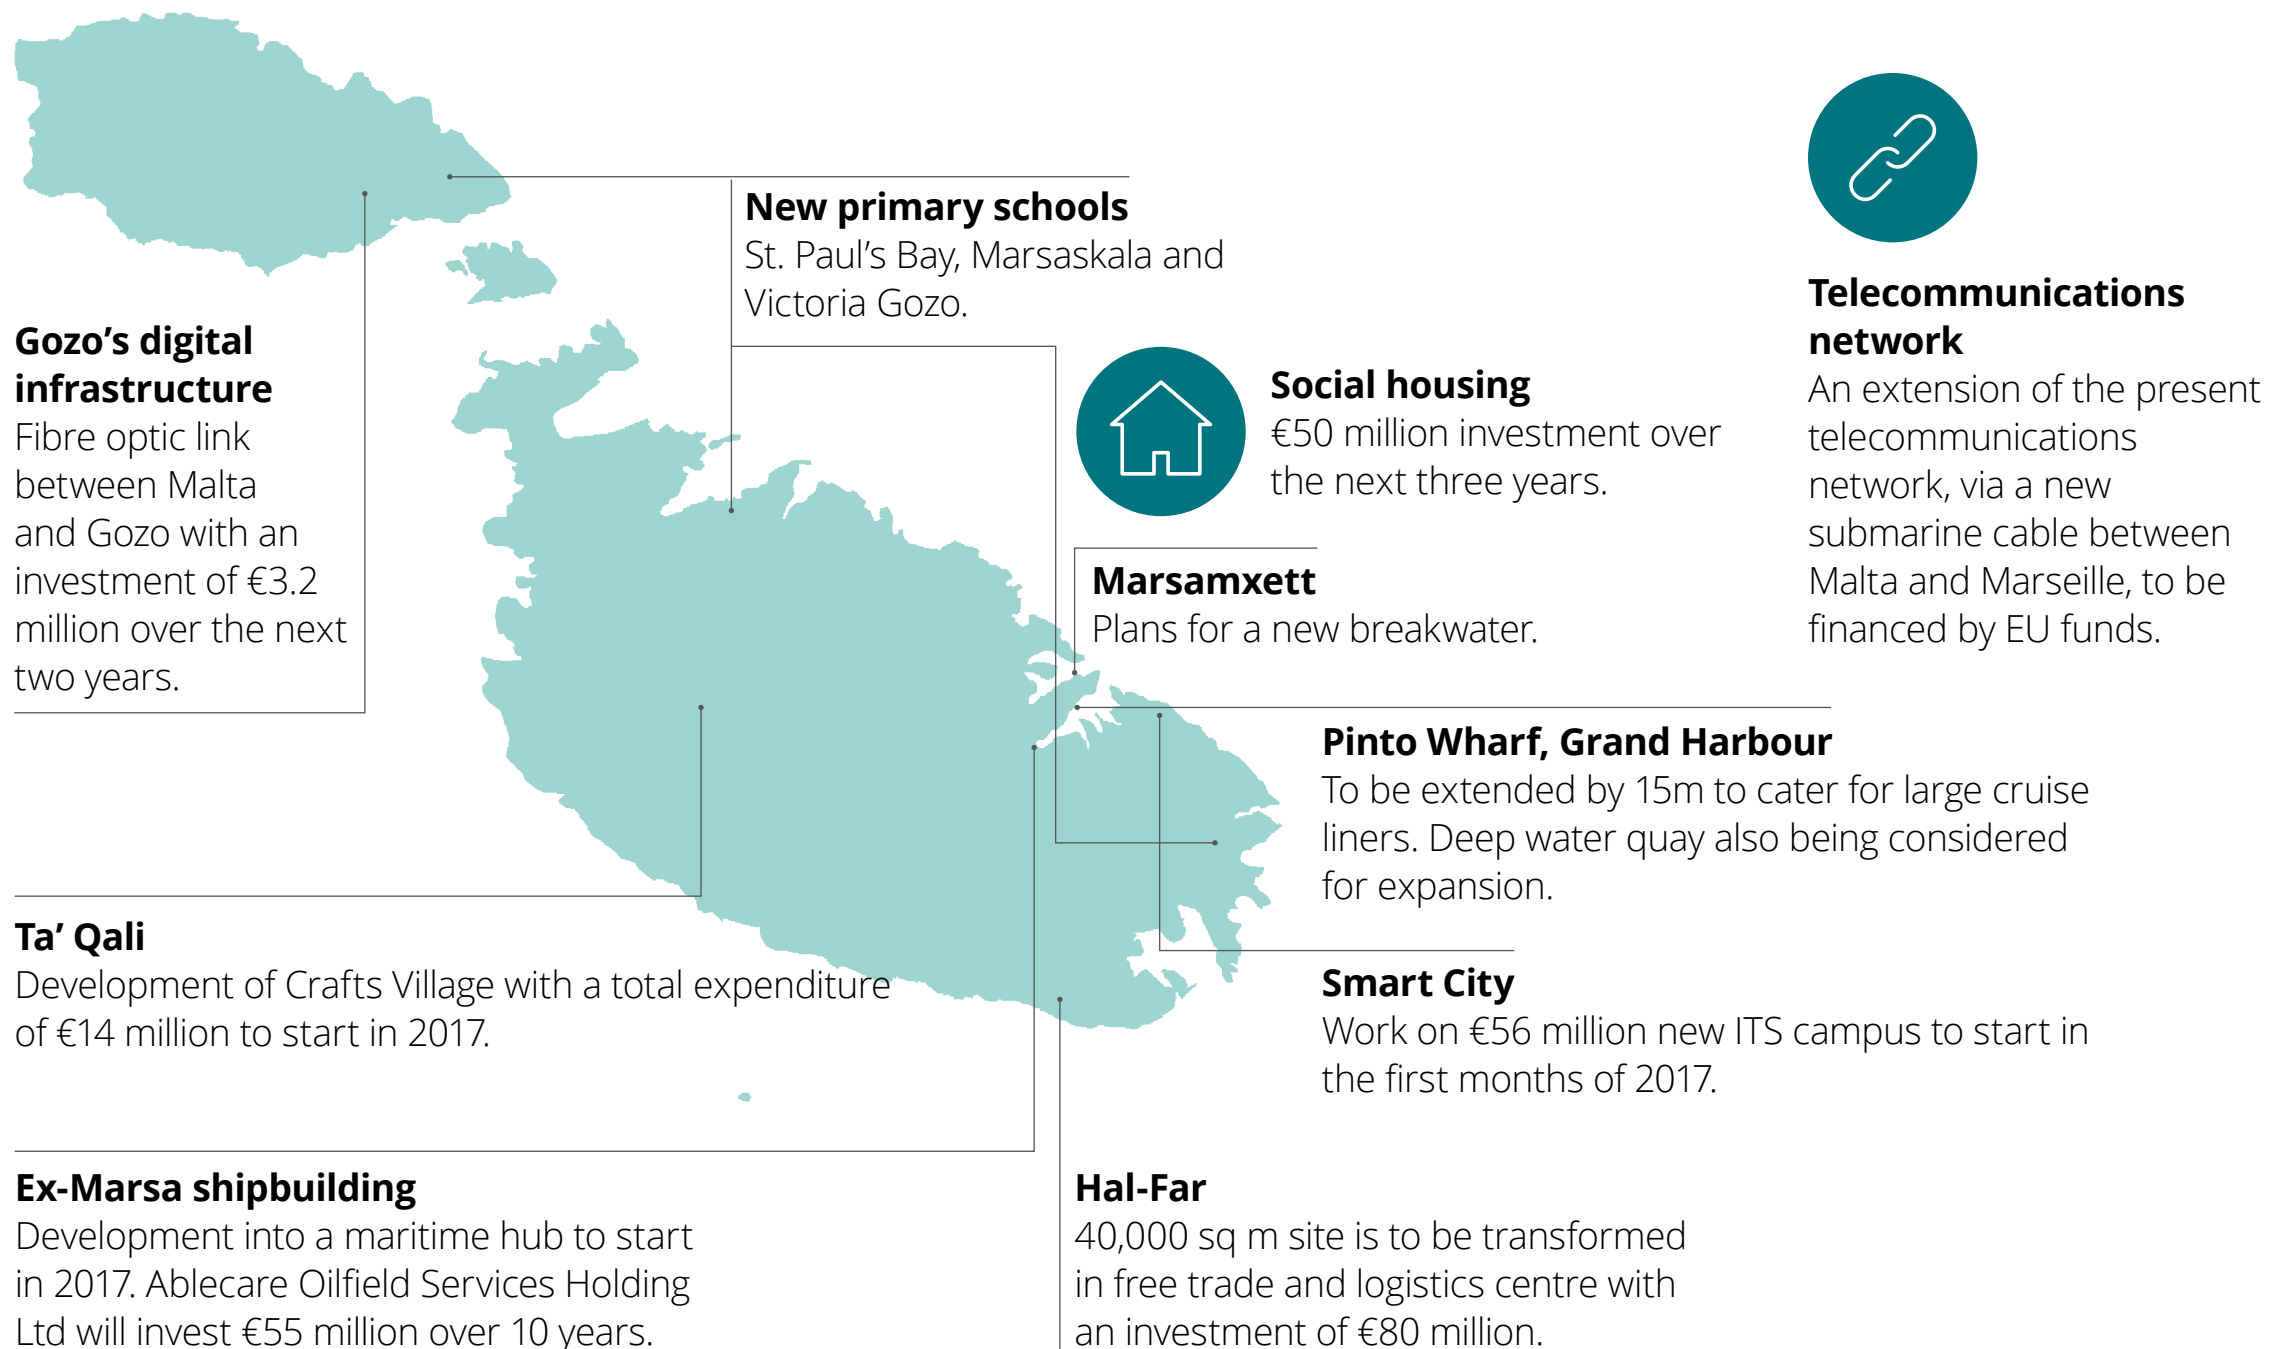 New primary schools
St. Paul’s Bay, Marsaskala and
Victoria Gozo.
Gozo’s digital
infrastructure
Fibre optic link
between Malta
and Gozo with an
investment of €3.2
million over the next
two years.
Social housing
€50 million investment over
the next three years.
Telecommunications
network
An extension of the present
telecommunications
network, via a new
submarine cable between
Malta and Marseille, to be
financed by EU funds.
Marsamxett
Plans for a new breakwater.
Pinto Wharf, Grand Harbour
To be extended by 15m to cater for large cruise
liners. Deep water quay also being considered
for expansion.
Ta’ Qali
Development of Crafts Village with a total expenditure
of €14 million to start in 2017.
Smart City
Work on €56 million new ITS campus to start in
the first months of 2017.
Ex-Marsa shipbuilding
Development into a maritime hub to start
in 2017. Ablecare Oilfield Services Holding
Ltd will invest €55 million over 10 years.
Hal-Far
40,000 sq m site is to be transformed
in free trade and logistics centre with
an investment of €80 million.